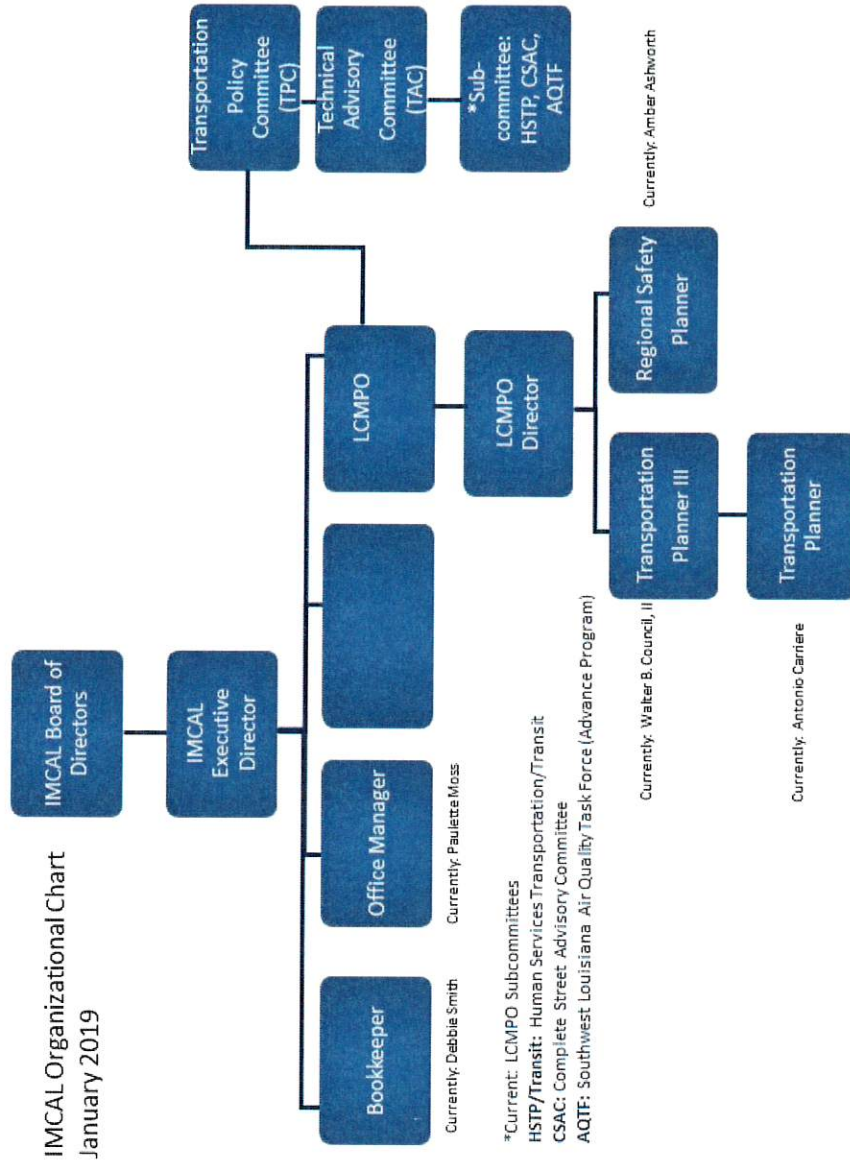 IMCAL Organizational Chart
January 2019
IMCAL Board of
Directors
IMCAL
Executive
Director
Bookkeeper
Currently: Debbie Smith
Office Manager
Currently: Paulette Moss
LCMPO
Transportation
Policy
Committee
(TPC)
Technical
Advisory
Committee
(TAC)
*Sub-
committee:
HSTP, CSAC,
AQTF
LCMPO
Director
Transportation
Planner III
Currently: Walter B. Council, II
Regional Safety
Planner
Currently: Amber Ashworth
Transportation
Planner
Currently: Antonio Carriere
*Current: LCMPO Subcommittees
HSTP/Transit: Human Services Transportation/Transit
CSAC: Complete Street Advisory Committee
AQTF: Southwest Louisiana Air Quality Task Force (Advance Program)